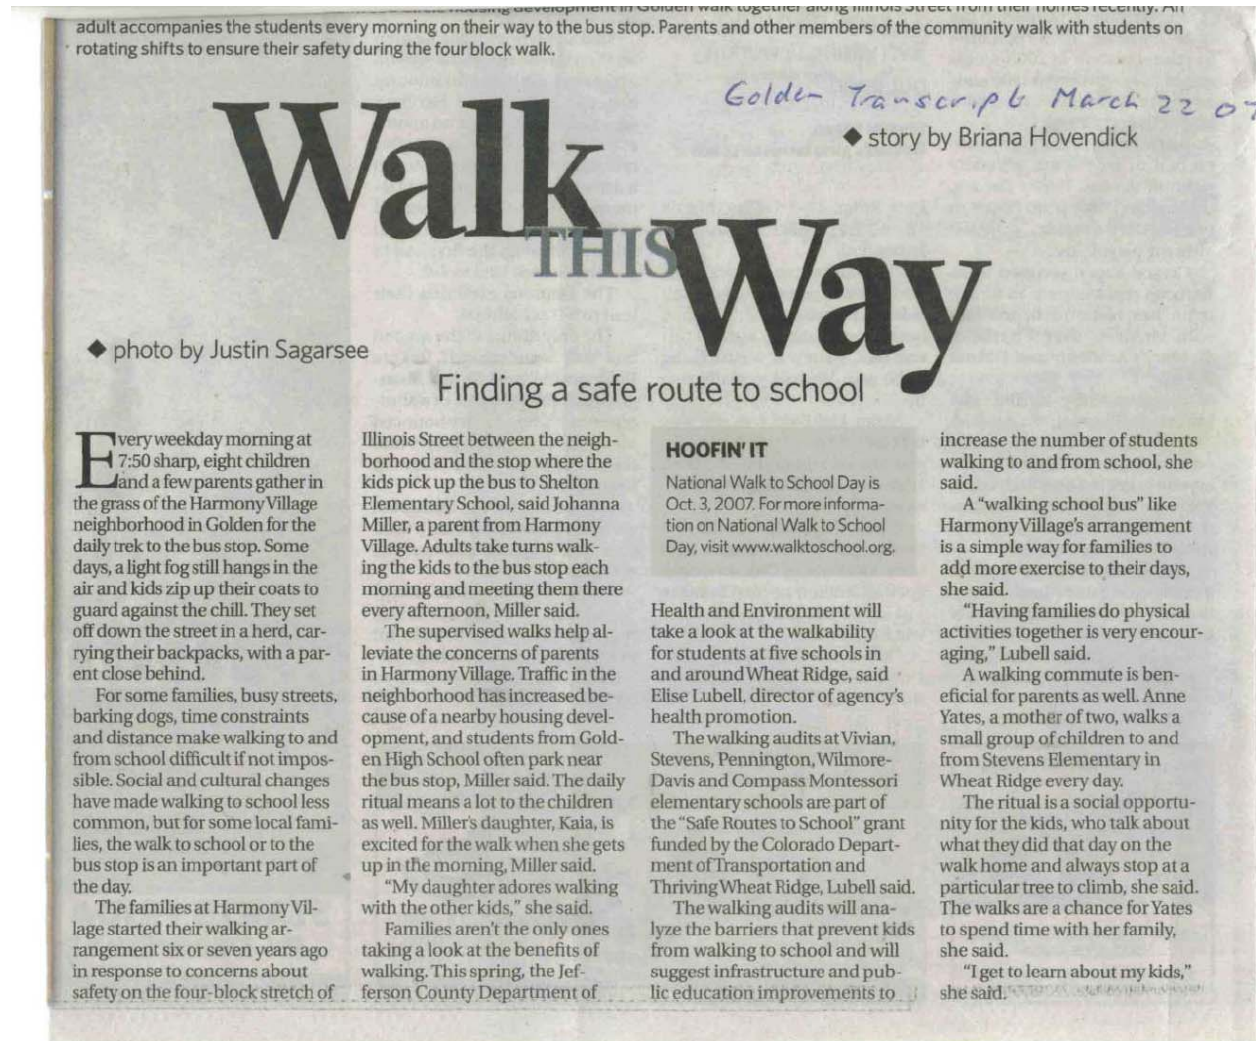 housing development in Golden walk together along Illinois Street from their homes recently. An
adult accompanies the students every morning on their way to the bus stop. Parents and other members of the community walk with students on
rotating shifts to ensure their safety during the four block walk.
Golden Transcript March 22 07
Walk
THIS
Way
◆ story by Briana Hovendick
◆ photo by Justin Sagarsee
Finding a safe route to school
Every weekday morning at
7:50 sharp, eight children
and a few parents gather in
the grass of the Harmony Village
neighborhood in Golden for the
daily trek to the bus stop. Some
days, a light fog still hangs in the
air and kids zip up their coats to
guard against the chill. They set
off down the street in a herd, car-
rying their backpacks, with a par-
ent close behind.
For some families, busy streets,
barking dogs, time constraints
and distance make walking to and
from school difficult if not impos-
sible. Social and cultural changes
have made walking to school less
common, but for some local fami-
lies, the walk to school or to the
bus stop is an important part of
the day.
The families at Harmony Vil-
lage started their walking ar-
rangement six or seven years ago
in response to concerns about
safety on the four-block stretch of
Illinois Street between the neigh-
borhood and the stop where the
kids pick up the bus to Shelton
Elementary School, said Johanna
Miller, a parent from Harmony
Village. Adults take turns walk-
ing the kids to the bus stop each
morning and meeting them there
every afternoon, Miller said.
The supervised walks help al-
leviate the concerns of parents
in Harmony Village. Traffic in the
neighborhood has increased be-
cause of a nearby housing devel-
opment, and students from Gold-
en High School often park near
the bus stop, Miller said. The daily
ritual means a lot to the children
as well. Miller's daughter, Kaia, is
excited for the walk when she gets
up in the morning, Miller said.
"My daughter adores walking
with the other kids," she said.
Families aren't the only ones
taking a look at the benefits of
walking. This spring, the Jef-
ferson County Department of
HOOFIN' IT
National Walk to School Day is
Oct. 3, 2007. For more informa-
tion on National Walk to School
Day, visit www.walktoschool.org.
Health and Environment will
take a look at the walkability
for students at five schools in
and around Wheat Ridge, said
Elise Lubell, director of agency's
health promotion.
The walking audits at Vivian,
Stevens, Pennington, Wilmore-
Davis and Compass Montessori
elementary schools are part of
the "Safe Routes to School" grant
funded by the Colorado Depart-
ment of Transportation and
Thriving Wheat Ridge, Lubell said.
The walking audits will ana-
lyze the barriers that prevent kids
from walking to school and will
suggest infrastructure and pub-
lic education improvements to
increase the number of students
walking to and from school, she
said.
A "walking school bus" like
Harmony Village's arrangement
is a simple way for families to
add more exercise to their days,
she said.
"Having families do physical
activities together is very encour-
aging," Lubell said.
A walking commute is ben-
eficial for parents as well. Anne
Yates, a mother of two, walks a
small group of children to and
from Stevens Elementary in
Wheat Ridge every day.
The ritual is a social opportu-
nity for the kids, who talk about
what they did that day on the
walk home and always stop at a
particular tree to climb, she said.
The walks are a chance for Yates
to spend time with her family,
she said.
"I get to learn about my kids,"
she said.